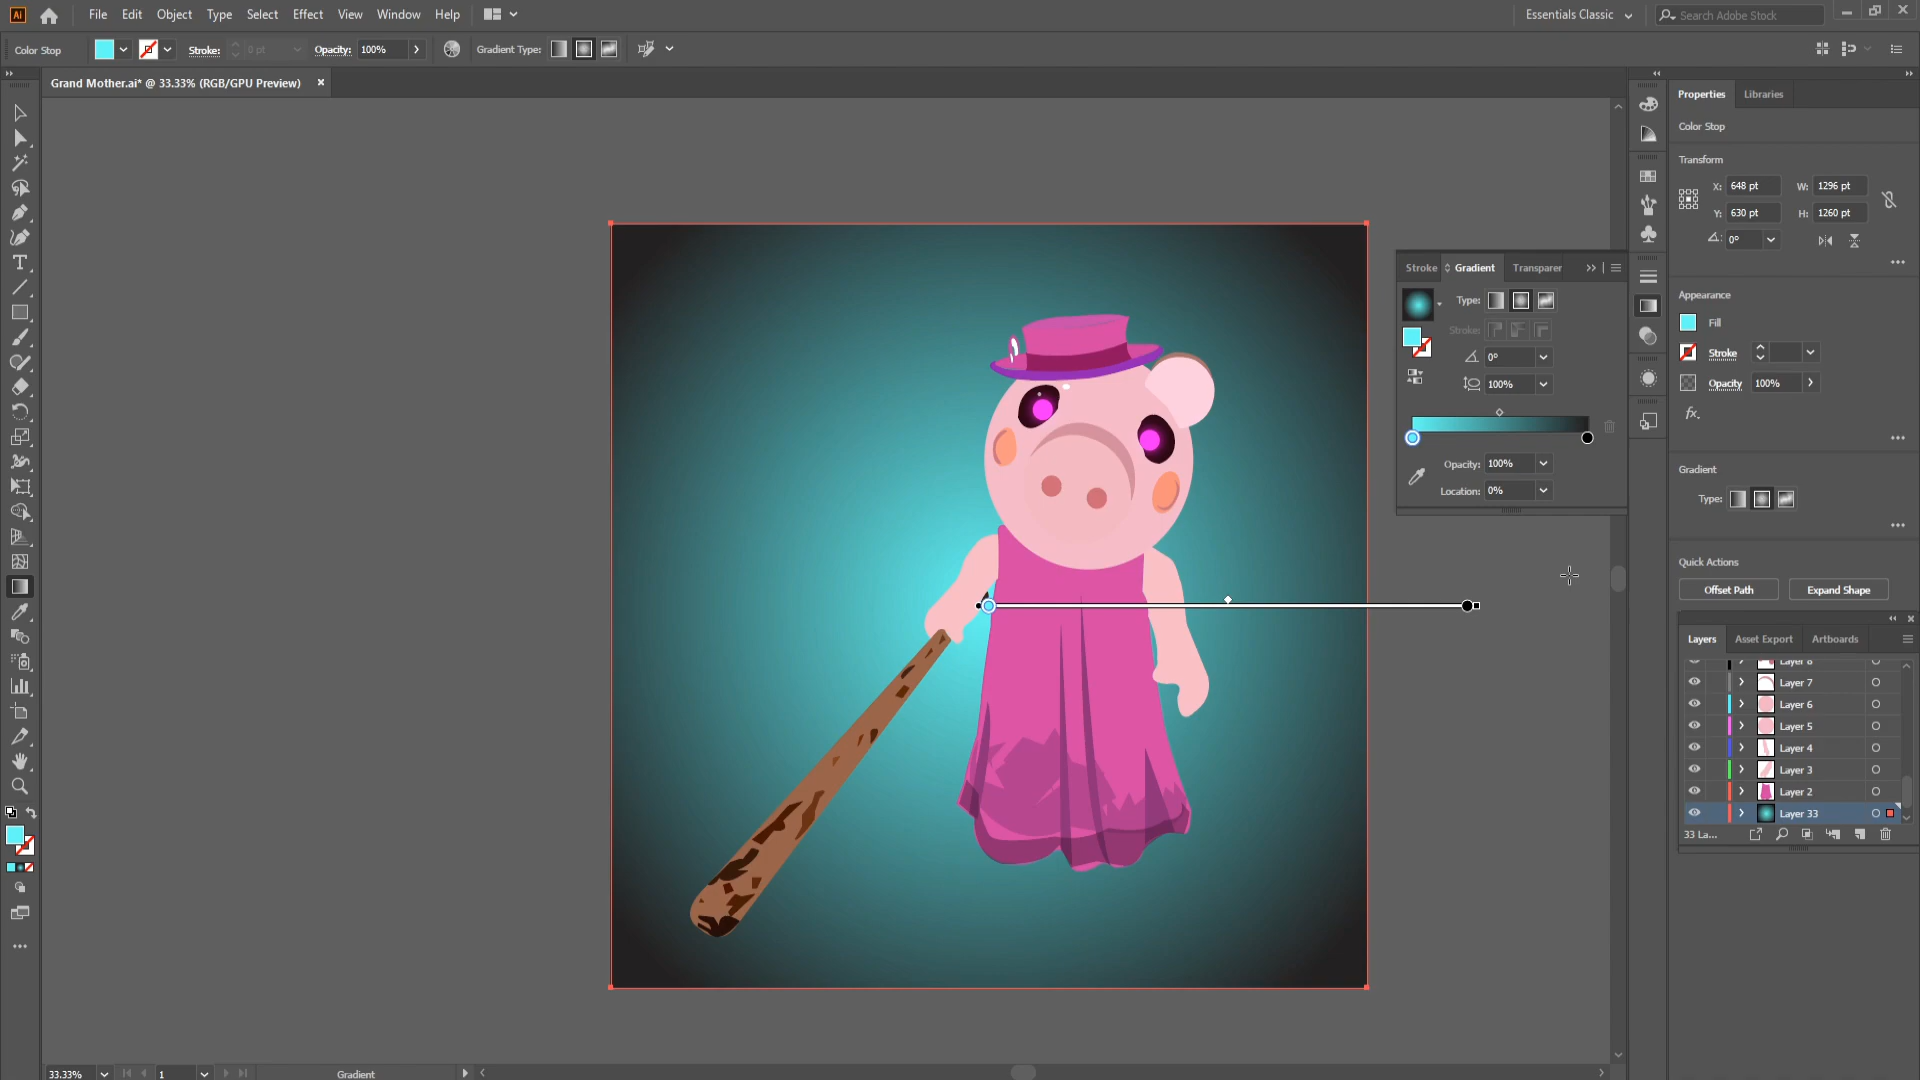 Ai File Edit Object Type Select Effect View Window Help Essentials Classic Search Adobe Stock
Color Stop Stroke: 0 pt Opacity: 100% Gradient Type:
Grand Mother.ai* @ 33.33% (RGB/GPU Preview)
Stroke Gradient Transparer
Type:
Stroke:
0°
100%
Opacity: 100%
Location: 0%
Properties Libraries
Color Stop
Transform
X: 648 pt W: 1296 pt
Y: 630 pt H: 1260 pt
0°
Appearance
Fill
Stroke
Opacity 100%
fx.
Gradient
Type:
Quick Actions
Offset Path Expand Shape
Layers Asset Export Artboards
Layer 8
Layer 7
Layer 6
Layer 5
Layer 4
Layer 3
Layer 2
Layer 33
33 La...
33.33% 1 Gradient